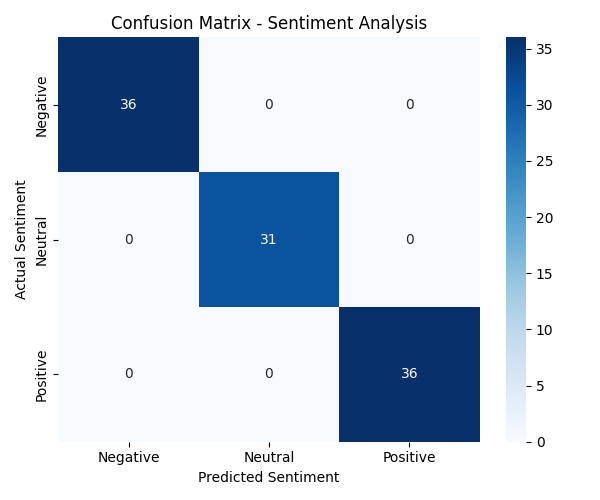 Confusion Matrix - Sentiment Analysis
Actual Sentiment
Negative
Neutral
Positive
36 0 0
0 31 0
0 0 36
Negative Neutral Positive
Predicted Sentiment
35
30
25
20
15
10
5
0